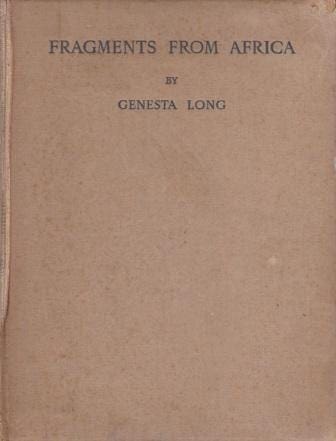 FRAGMENTS FROM AFRICA
BY
GENESTA LONG